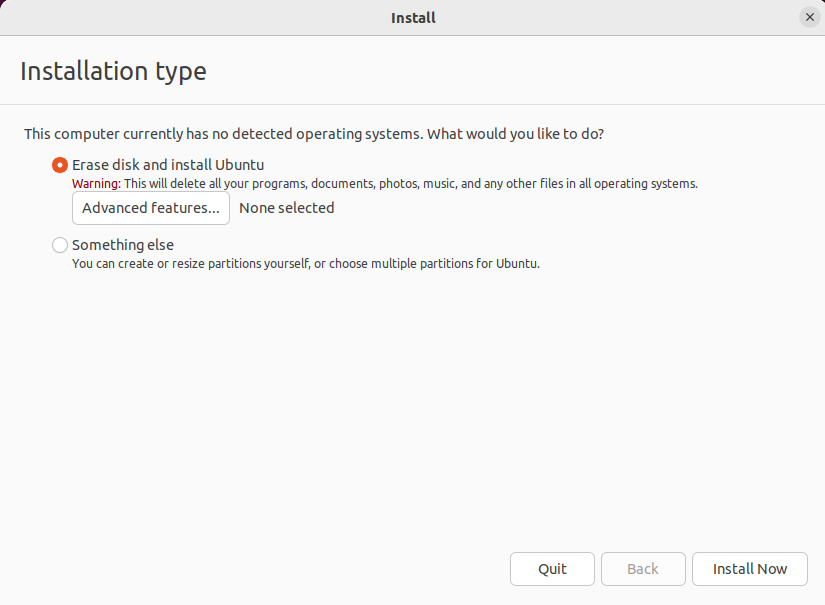 Install
Installation type
This computer currently has no detected operating systems. What would you like to do?
Erase disk and install Ubuntu
Warning: This will delete all your programs, documents, photos, music, and any other files in all operating systems.
Advanced features... None selected
Something else
You can create or resize partitions yourself, or choose multiple partitions for Ubuntu.
Quit Back Install Now